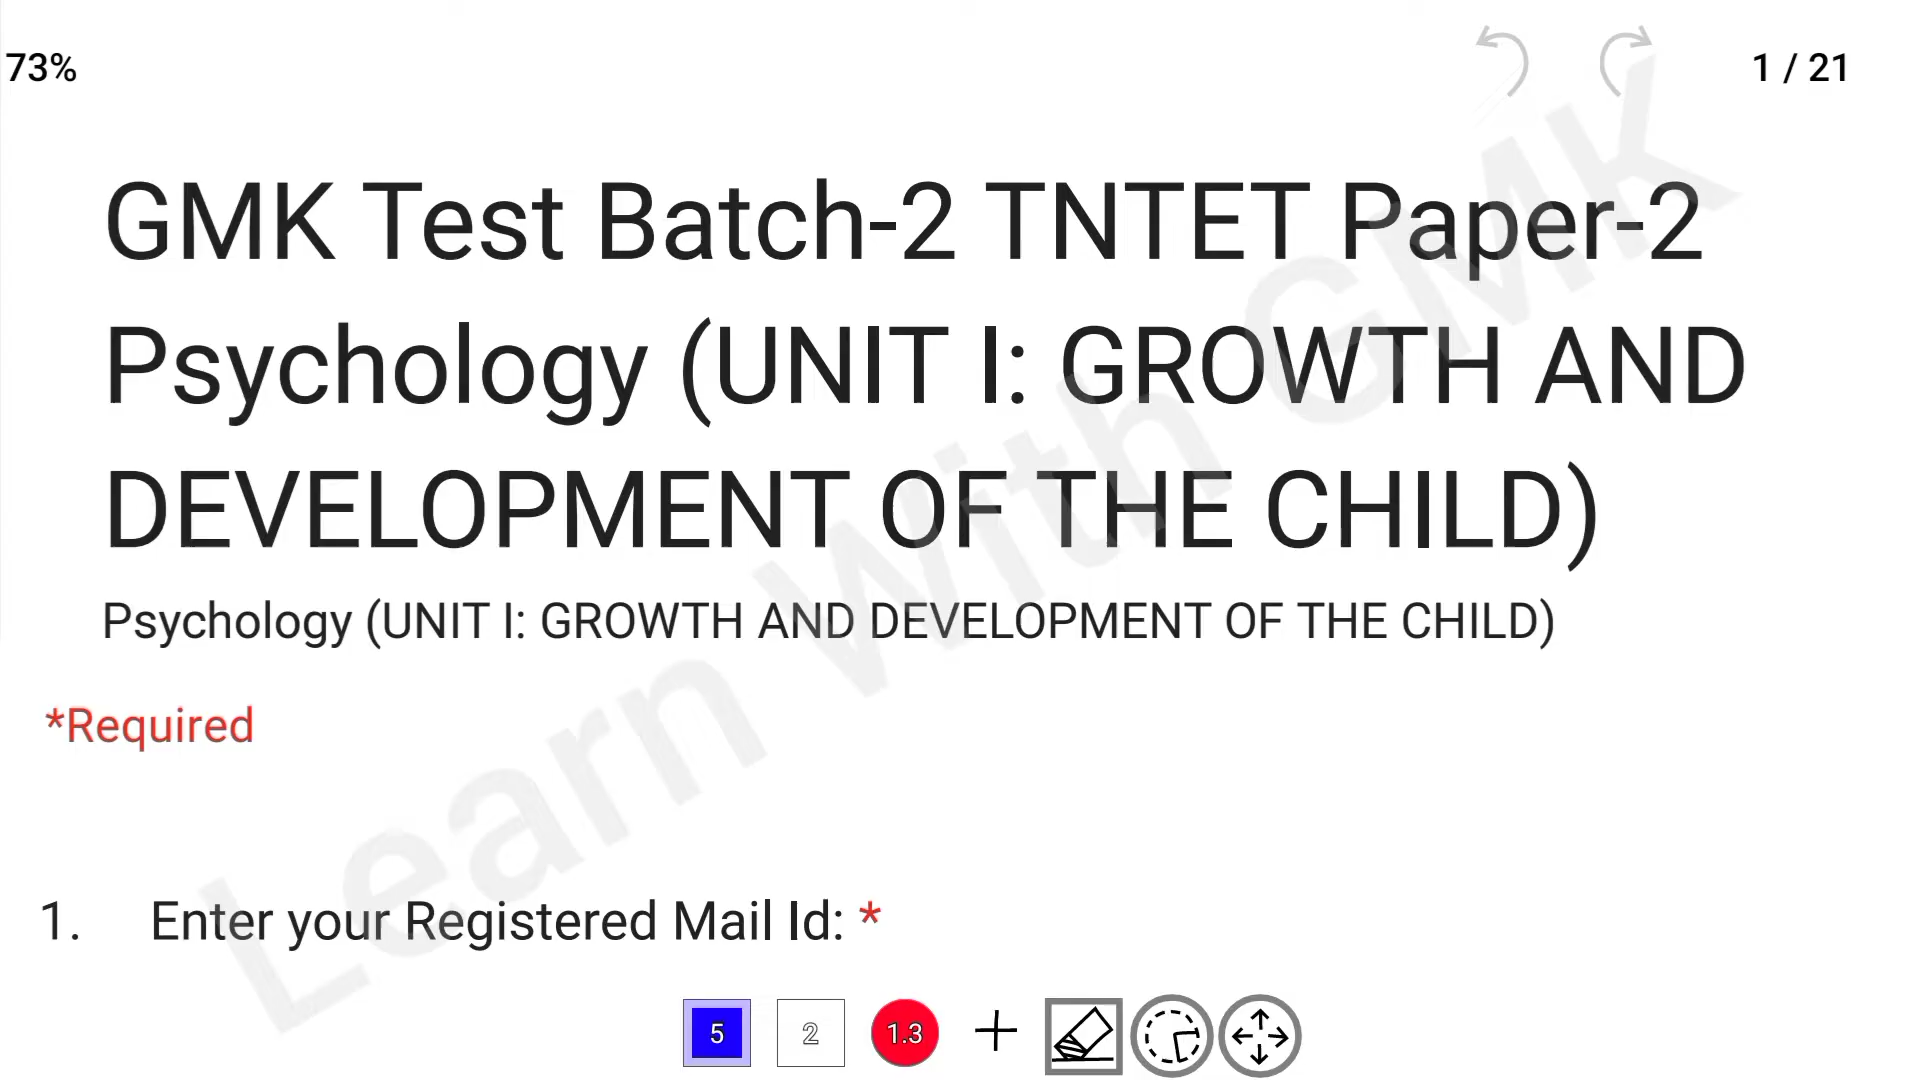 73%
1 / 21
GMK Test Batch-2 TNTET Paper-2
Psychology (UNIT I: GROWTH AND
DEVELOPMENT OF THE CHILD)
Psychology (UNIT I: GROWTH AND DEVELOPMENT OF THE CHILD)
*Required
1. Enter your Registered Mail Id: *
Learn With GMK
5 2 1.3